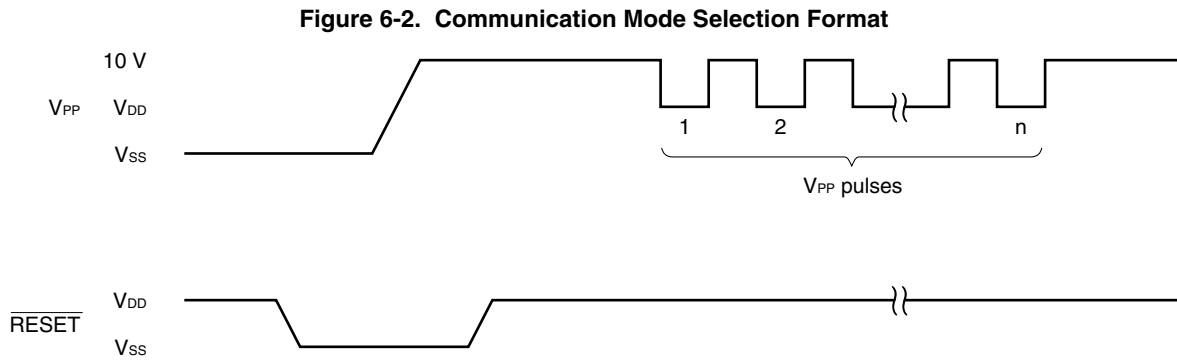 Figure 6-2. Communication Mode Selection Format
10 V
VPP VDD
VSS
1 2 n
VPP pulses
VDD
RESET
VSS